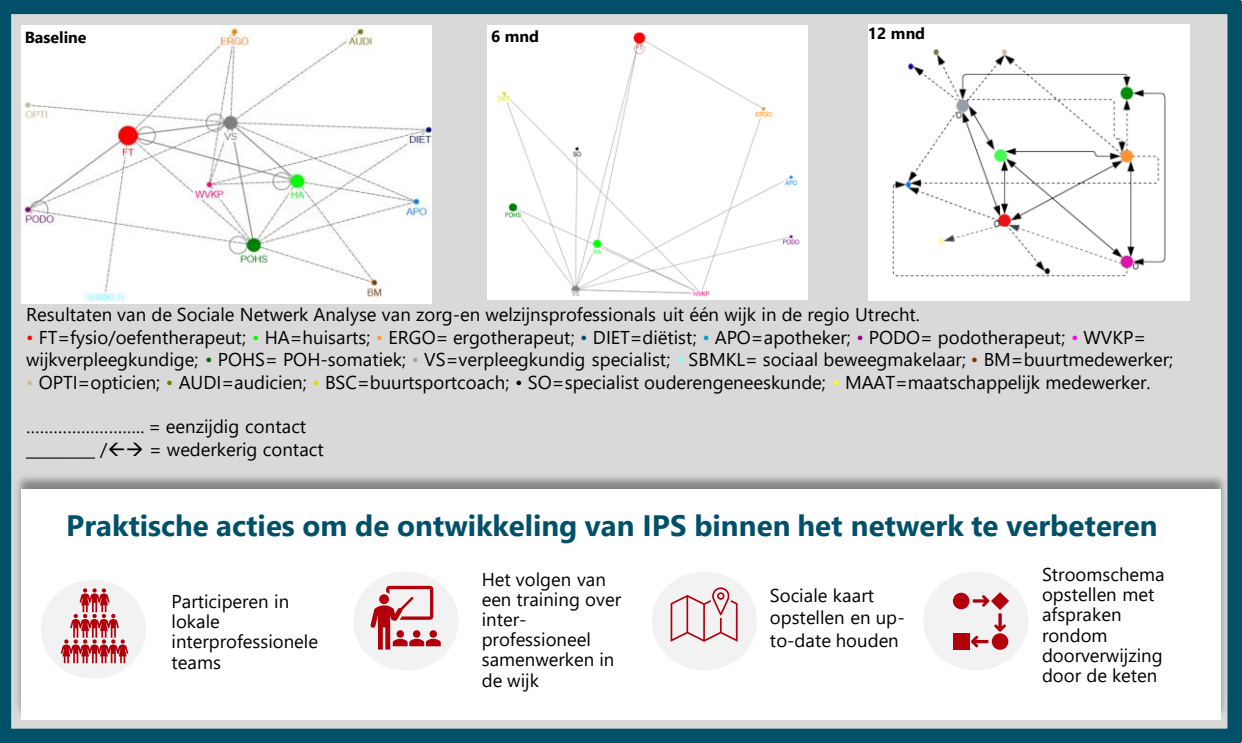 Baseline
6 mnd
12 mnd
ERGO
AUDI
OPTI
VS
FT
DIET
WVKP
HA
PODO
APO
POHS
SBMKLR
BM
FT
DIET
ERGO
SO
APO
POHS
PODO
HA
VS
WVKP
Resultaten van de Sociale Netwerk Analyse van zorg-en welzijnsprofessionals uit één wijk in de regio Utrecht.
• FT=fysio/oefentherapeut; • HA=huisarts; • ERGO= ergotherapeut; • DIET=diëtist; • APO=apotheker; • PODO= podotherapeut; • WVKP=
wijkverpleegkundige; • POHS= POH-somatiek; • VS=verpleegkundig specialist; • SBMKL= sociaal beweegmakelaar; • BM=buurtmedewerker;
• OPTI=opticien; • AUDI=audicien; • BSC=buurtsportcoach; • SO=specialist ouderengeneeskunde; • MAAT=maatschappelijk medewerker.
.......................... = eenzijdig contact
_________ /←→ = wederkerig contact
Praktische acties om de ontwikkeling van IPS binnen het netwerk te verbeteren
Participeren in
lokale
interprofessionele
teams
Het volgen van
een training over
inter-
professioneel
samenwerken in
de wijk
Sociale kaart
opstellen en up-
to-date houden
Stroomschema
opstellen met
afspraken
rondom
doorverwijzing
door de keten